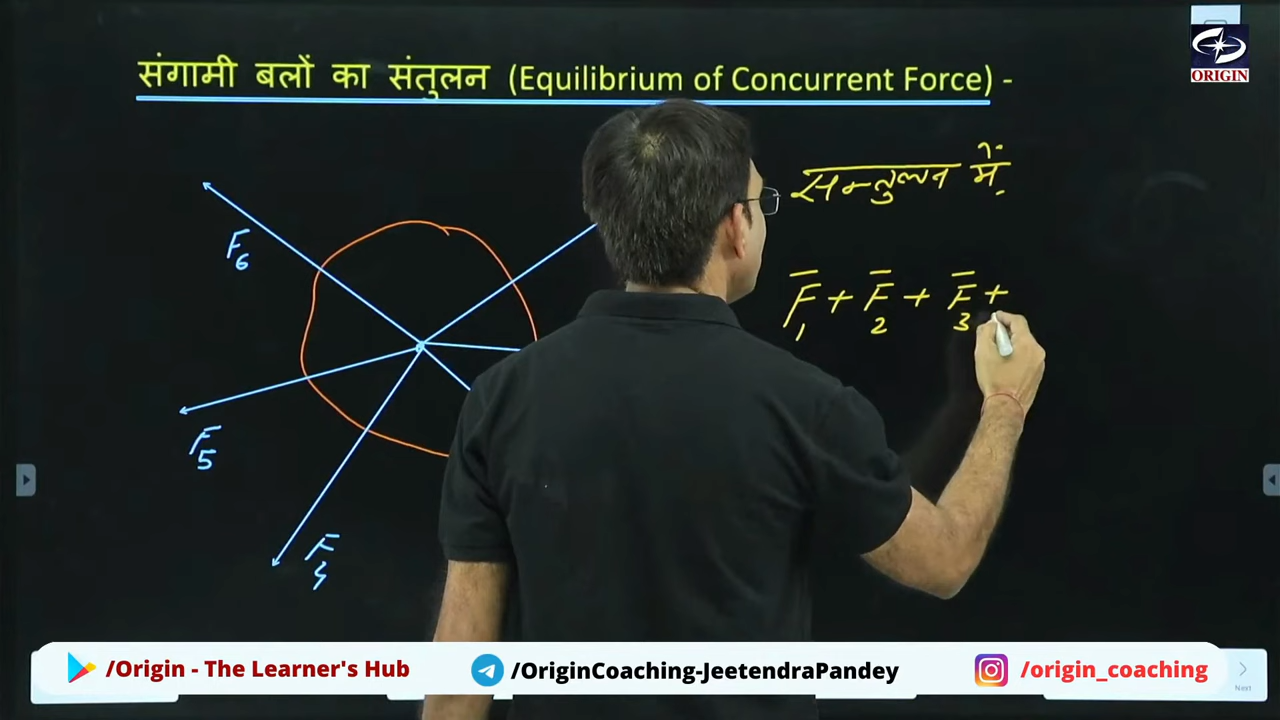 संगामी बलों का संतुलन (Equilibrium of Concurrent Force) -
ORIGIN
सन्तुलन में
F̅₁ + F̅₂ + F̅₃ +
F₆
F₅
F₄
/Origin - The Learner's Hub
/OriginCoaching-JeetendraPandey
/origin_coaching
Next